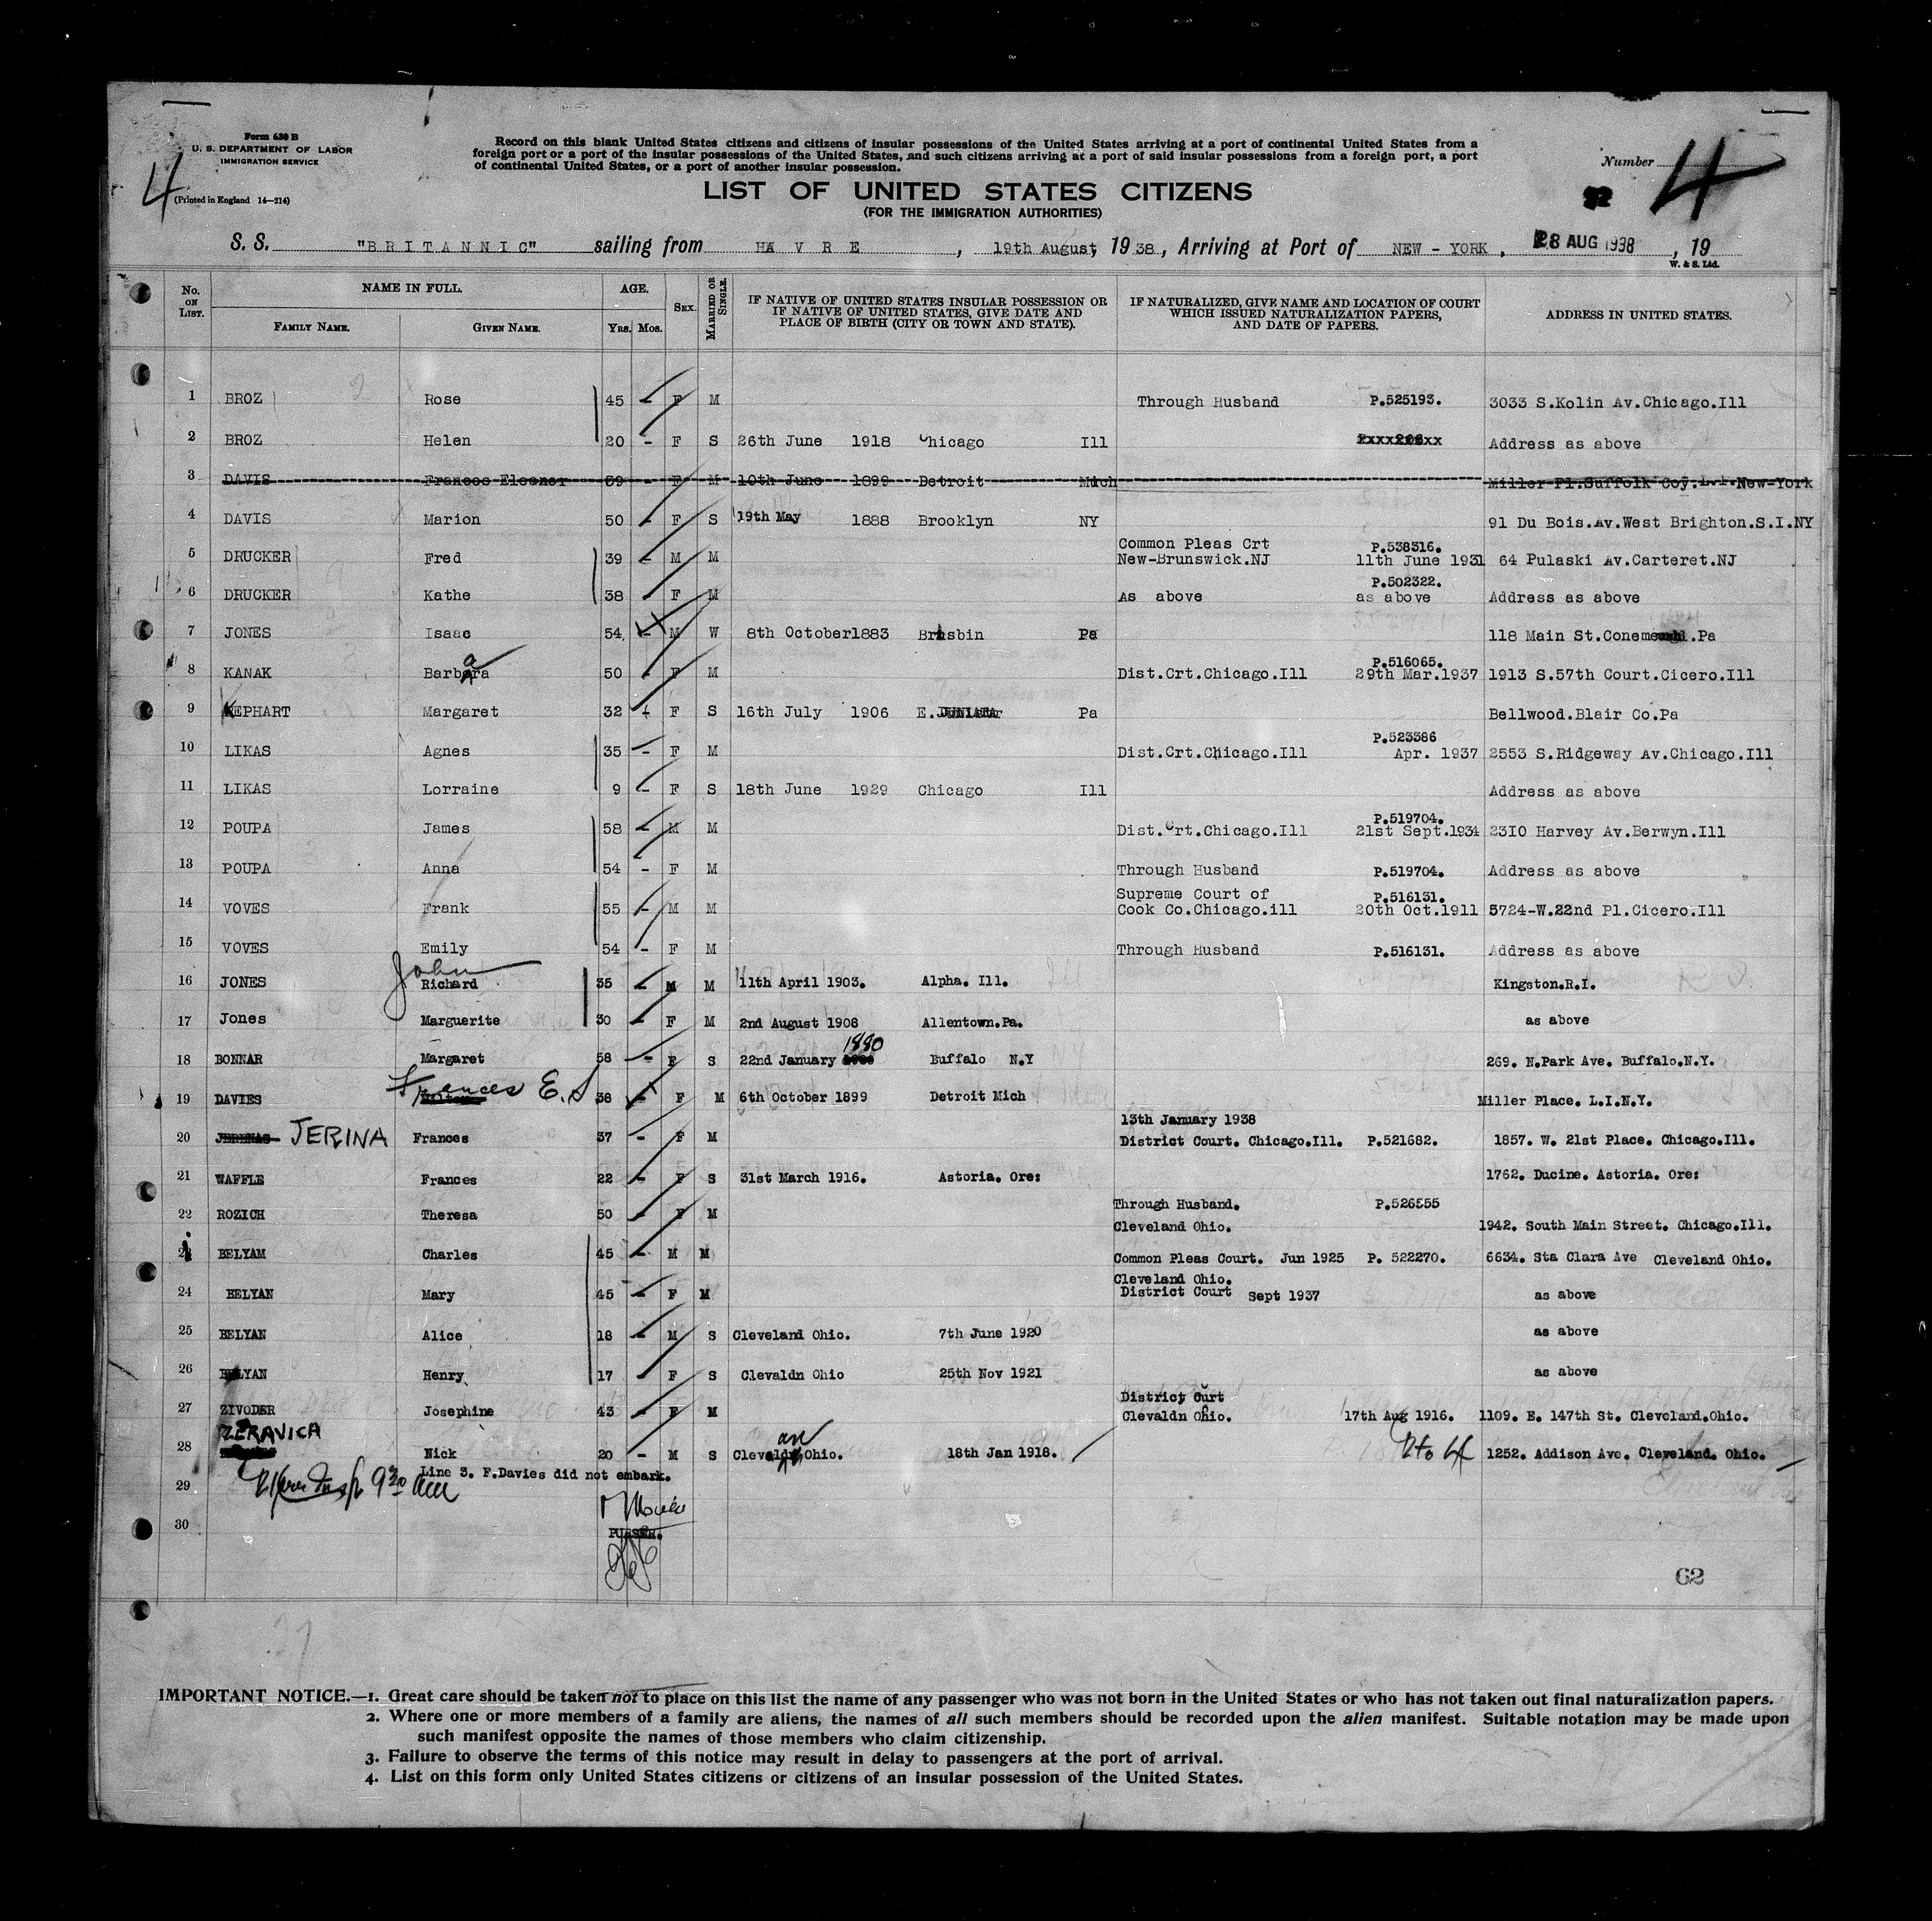 Form 630 B
U. S. DEPARTMENT OF LABOR
IMMIGRATION SERVICE
(Printed in England 14—214)
4
Record on this blank United States citizens and citizens of insular possessions of the United States arriving at a port of continental United States from a
foreign port or a port of the insular possessions of the United States, and such citizens arriving at a port of said insular possessions from a foreign port, a port
of continental United States, or a port of another insular possession.
Number 4
LIST OF UNITED STATES CITIZENS
(FOR THE IMMIGRATION AUTHORITIES)
S. S. "BRITANNIC" sailing from HAVRE, 19th August, 1938, Arriving at Port of NEW - YORK, 28 AUG 1938, 19
W. & S. Ltd.
No. ON LIST. NAME IN FULL. AGE. SEX. MARRIED OR SINGLE. IF NATIVE OF UNITED STATES INSULAR POSSESSION OR IF NATIVE OF UNITED STATES, GIVE DATE AND PLACE OF BIRTH (CITY OR TOWN AND STATE). IF NATURALIZED, GIVE NAME AND LOCATION OF COURT WHICH ISSUED NATURALIZATION PAPERS, AND DATE OF PAPERS. ADDRESS IN UNITED STATES.
FAMILY NAME. GIVEN NAME. YRS. MOS.
1 BROZ Rose 45 - F M Through Husband P.525193. 3033 S.Kolin Av.Chicago.Ill
2 BROZ Helen 20 - F S 26th June 1918 Chicago Ill Address as above
3 DAVIS Frances Eleanor 39 - F M 10th June 1899 Detroit Mich Miller Pl.Suffolk Coy.L.I.New-York
4 DAVIS Marion 50 - F S 19th May 1888 Brooklyn NY 91 Du Bois.Av.West Brighton.S.I.NY
5 DRUCKER Fred 39 - M M Common Pleas Crt P.538316.
New-Brunswick.NJ 11th June 1931 64 Pulaski Av.Carteret.NJ
6 DRUCKER Kathe 38 - F M As above P.502322. as above Address as above
7 JONES Isaac 54 - M W 8th October1883 Brisbin Pa 118 Main St.Conemaugh.Pa
8 KANAK Barbara 50 - F M Dist.Crt.Chicago.Ill P.516065. 29th Mar.1937 1913 S.57th Court.Cicero.Ill
9 KEPHART Margaret 32 - F S 16th July 1906 E. JUNIATA Pa Bellwood.Blair Co.Pa
10 LIKAS Agnes 35 - F M Dist.Crt.Chicago.Ill P.523386 Apr. 1937 2553 S.Ridgeway Av.Chicago.Ill
11 LIKAS Lorraine 9 - F S 18th June 1929 Chicago Ill Address as above
12 POUPA James 58 - M M Dist.Crt.Chicago.Ill P.519704. 21st Sept.1934 2310 Harvey Av.Berwyn.Ill
13 POUPA Anna 54 - F M Through Husband P.519704. Address as above
14 VOVES Frank 55 - M M Supreme Court of P.516131.
Cook Co.Chicago.ill 20th Oct.1911 5724-W.22nd Pl.Cicero.Ill
15 VOVES Emily 54 - F M Through Husband P.516131. Address as above
16 JONES John Richard 35 - M M 11th April 1903. Alpha. Ill. Kingston.R.I.
17 Jones Marguerite 30 - F M 2nd August 1908 Allentown.Pa. as above
18 BONNAR Margaret 58 - F S 22nd January 1880 Buffalo N.Y 269. N.Park Ave. Buffalo.N.Y.
19 DAVIES Frances E. 38 - F M 6th October 1899 Detroit Mich Miller Place. L.I.N.Y.
20 JERINA Frances 37 - F M 13th January 1938
District Court. Chicago.Ill. P.521682. 1857. W. 21st Place. Chicago.Ill.
21 WAFFLE Frances 22 - F S 31st March 1916. Astoria. Ore: 1762. Ducine. Astoria. Ore:
22 ROZICH Theresa 50 - F M Through Husband. P.526555 1942. South Main Street. Chicago.Ill.
Cleveland Ohio.
23 BELYAM Charles 45 - M M Common Pleas Court. Jun 1925 P. 522270. 6634. Sta Clara Ave Cleveland Ohio.
Cleveland Ohio.
24 BELYAN Mary 45 - F M District Court Sept 1937 as above
25 BELYAN Alice 18 - M S Cleveland Ohio. 7th June 1920 as above
26 BELYAN Henry 17 - F S Clevaldn Ohio 25th Nov 1921 as above
27 ZIVODER Josephine 43 - F M District Curt
Clevaldn Ohio. 17th Aug 1916. 1109. E. 147th St. Cleveland.Ohio.
28 ZERAVICA Nick 20 - M S Cleveland Ohio. 18th Jan 1918. 1252. Addison Ave. Cleveland. Ohio.
Line 3. F.Davies did not embark.
29 9 30 am
30 PURSER.
62
IMPORTANT NOTICE.—1. Great care should be taken not to place on this list the name of any passenger who was not born in the United States or who has not taken out final naturalization papers.
2. Where one or more members of a family are aliens, the names of all such members should be recorded upon the alien manifest. Suitable notation may be made upon
such manifest opposite the names of those members who claim citizenship.
3. Failure to observe the terms of this notice may result in delay to passengers at the port of arrival.
4. List on this form only United States citizens or citizens of an insular possession of the United States.